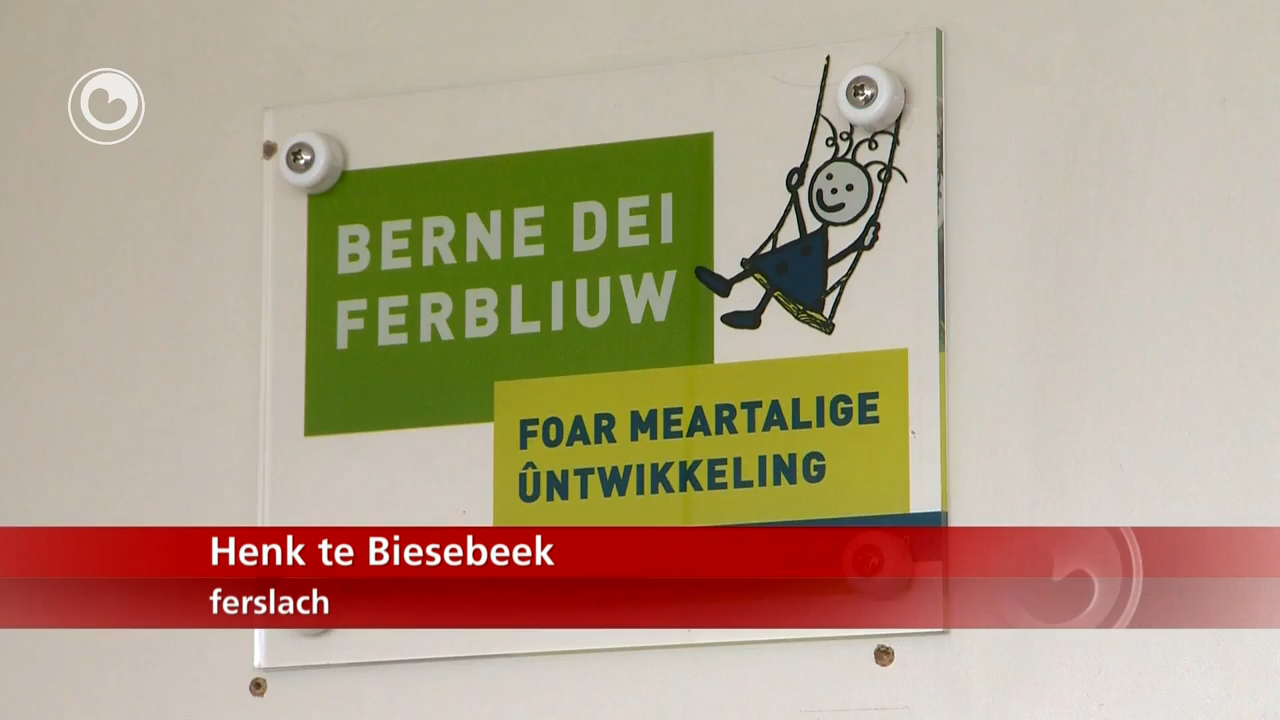 BERNE DEI
FERBLIUW
FOAR MEARTALIGE
ÛNTWIKKELING
Henk te Biesebeek
ferslach